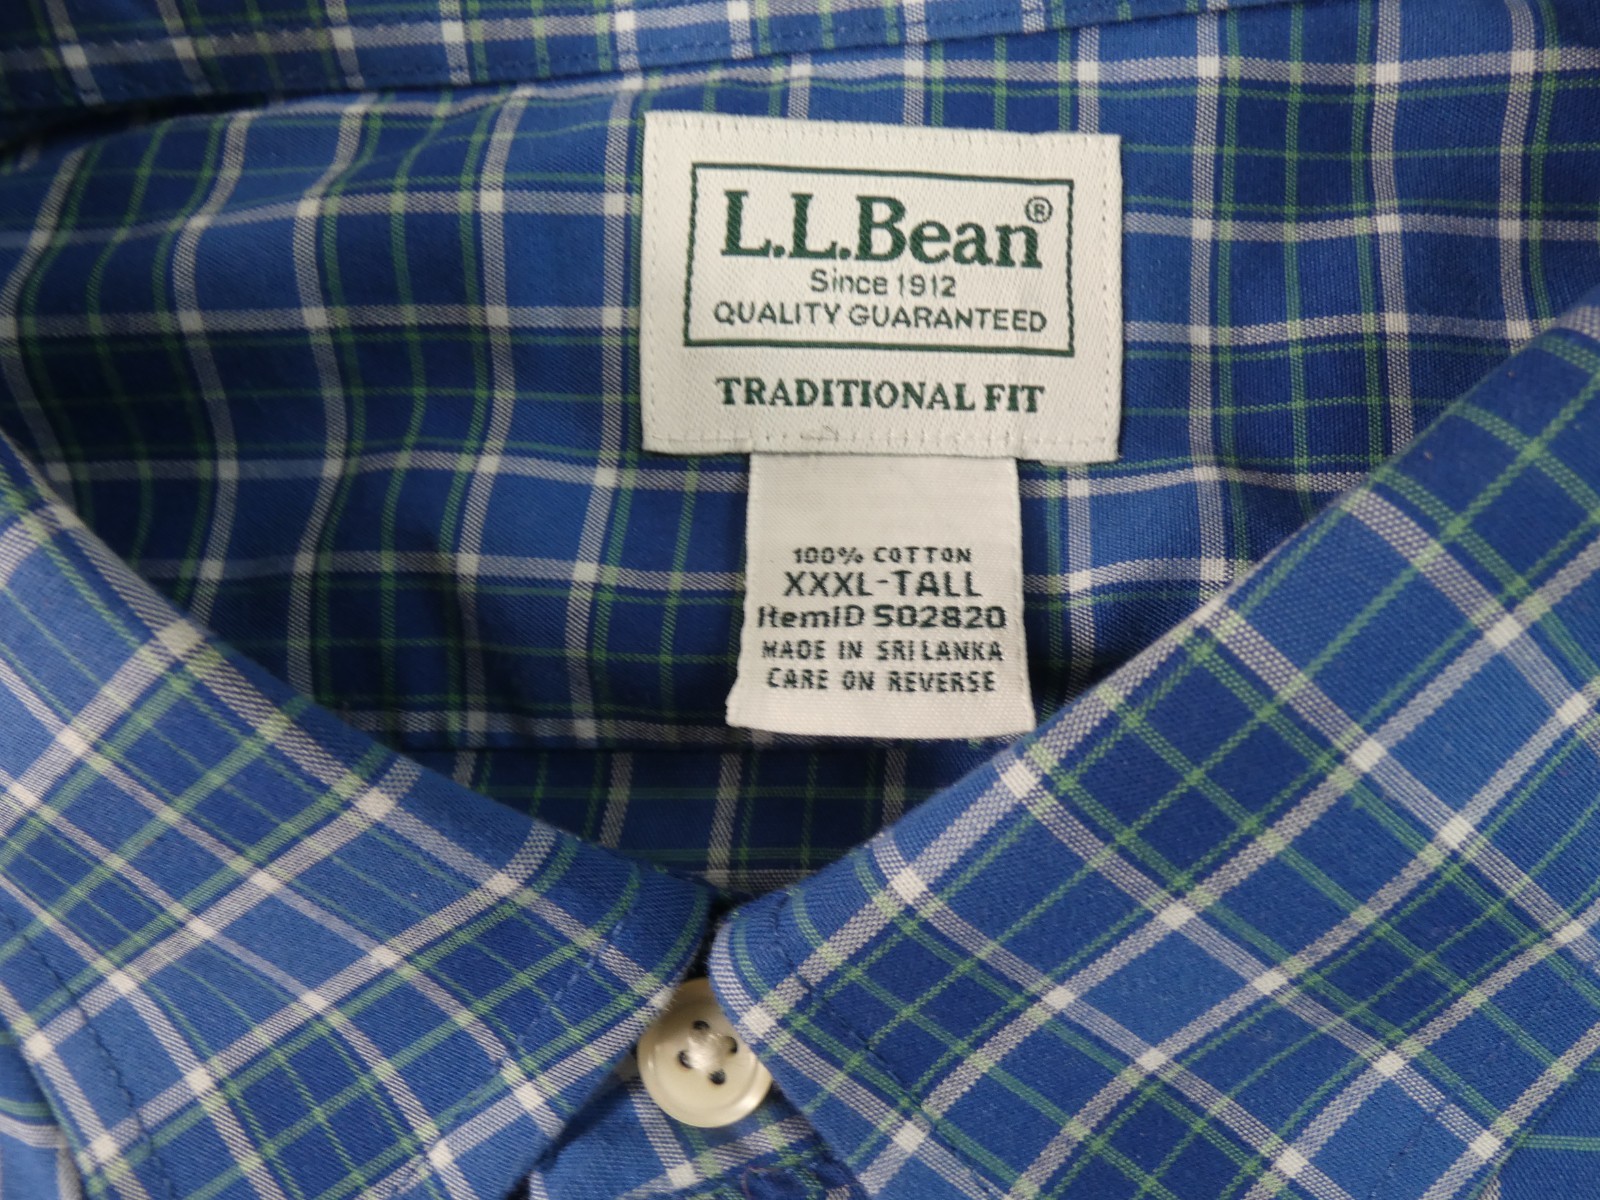 L.L.Bean®
Since 1912
QUALITY GUARANTEED
TRADITIONAL FIT
100% COTTON
XXXL-TALL
ItemID 502820
MADE IN SRI LANKA
CARE ON REVERSE